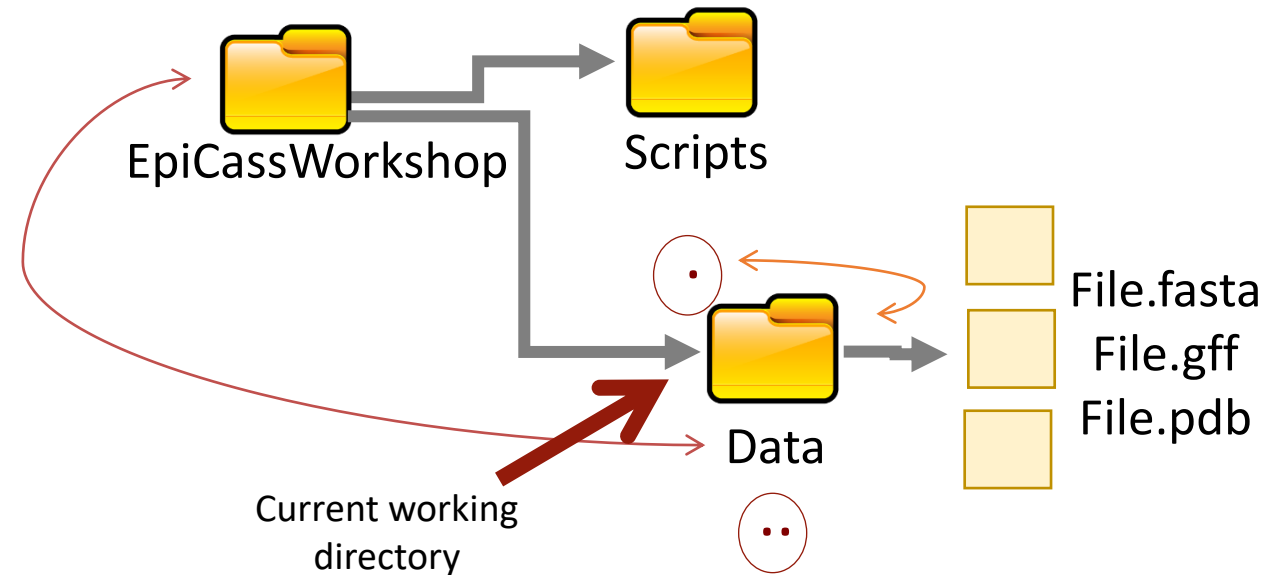 EpiCassWorkshop
Scripts
.
File.fasta
File.gff
File.pdb
Data
Current working
directory
..